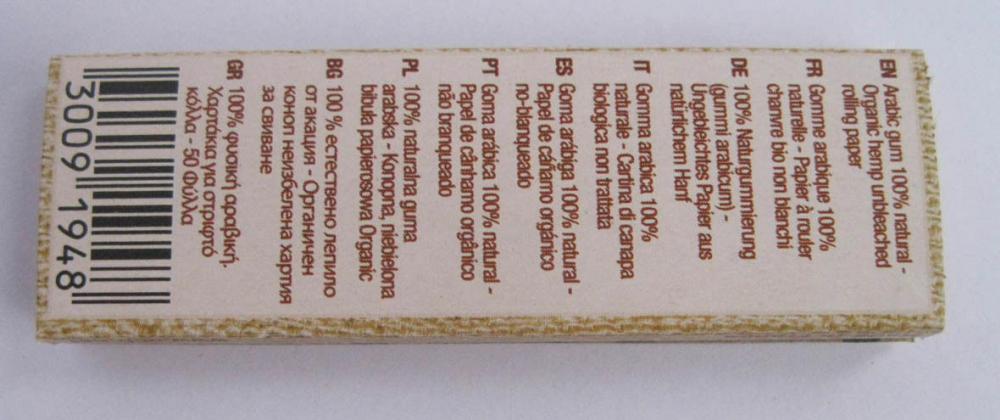 EN Arabic gum 100% natural -
Organic hemp unbleached
rolling paper
FR Gomme arabique 100%
naturelle - Papier à rouler
chanvre bio non blanchi
DE 100% Naturgummierung
(gummi arabicum) -
Ungebleichtes Papier aus
natürlichem Hanf
IT Gomma arabica 100%
naturale - Cartina di canapa
biologica non trattata
ES Goma arábiga 100% natural -
Papel de cáñamo orgánico
no-blanqueado
PT Goma arábica 100% natural -
Papel de cânhamo orgânico
não branqueado
PL 100% naturalna guma
arabska - Konopna, niebielona
bibuła papierosowa Organic
BG 100 % естествено лепило
от акация - Органичен
коноп неизбелена хартия
за свиване
GR 100% φυσική αραβική.
Χαρτάκια για στριφτό
κόλλα - 50 Φύλλα
3009 1948